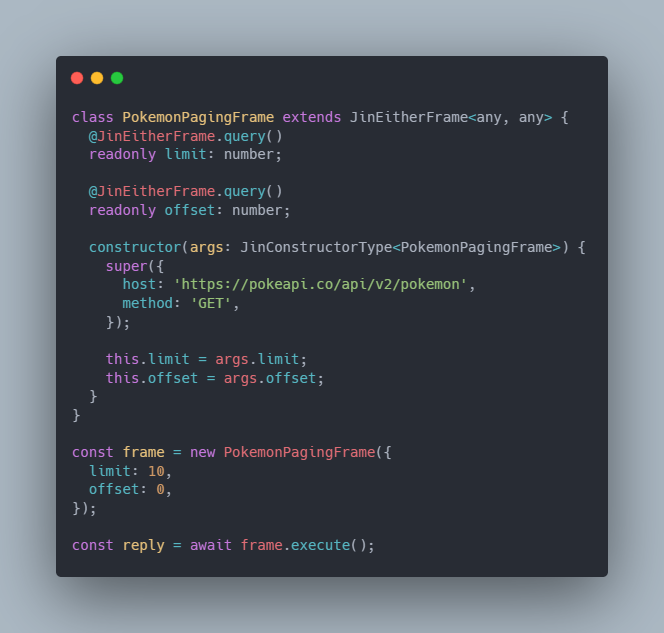 class PokemonPagingFrame extends JinEitherFrame<any, any> {
  @JinEitherFrame.query()
  readonly limit: number;

  @JinEitherFrame.query()
  readonly offset: number;

  constructor(args: JinConstructorType<PokemonPagingFrame>) {
    super({
      host: 'https://pokeapi.co/api/v2/pokemon',
      method: 'GET',
    });

    this.limit = args.limit;
    this.offset = args.offset;
  }
}

const frame = new PokemonPagingFrame({
  limit: 10,
  offset: 0,
});

const reply = await frame.execute();